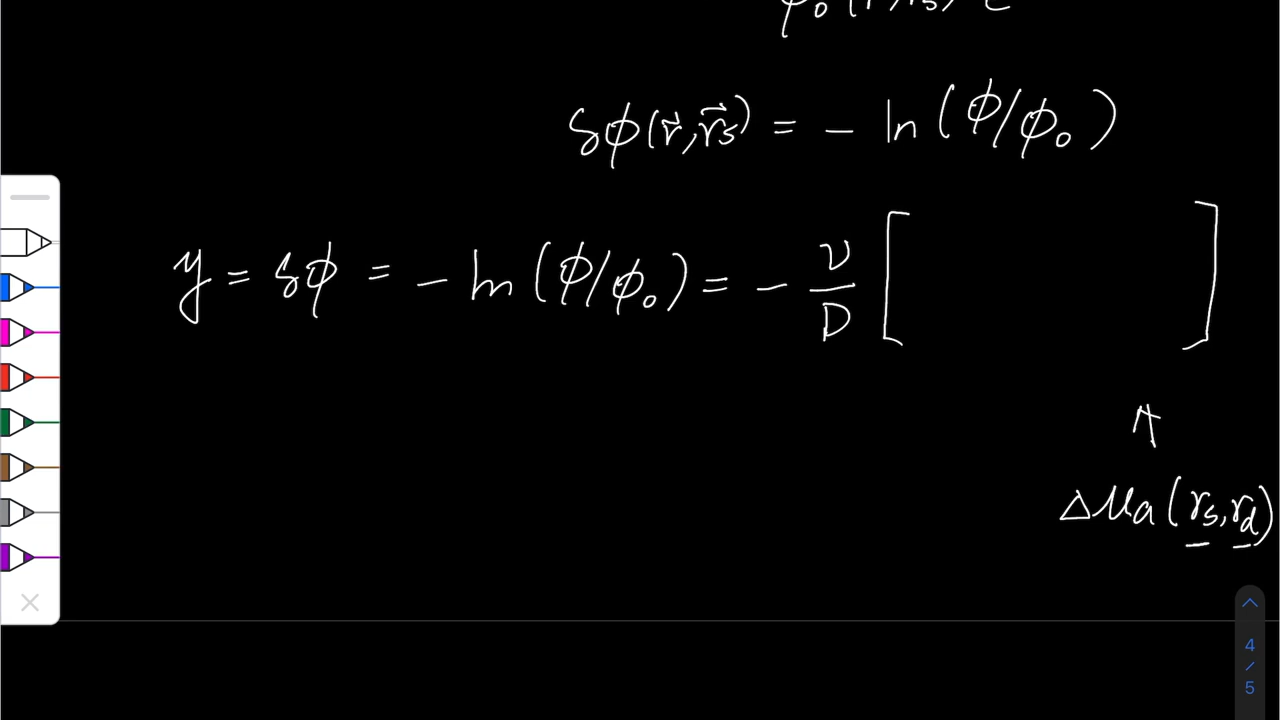 δφ(r⃗,r⃗s) = - ln(φ/φ₀)
y = δφ = - ln(φ/φ₀) = - ν/D [ ]
↑
Δμa(rs,rd)
4
/
5